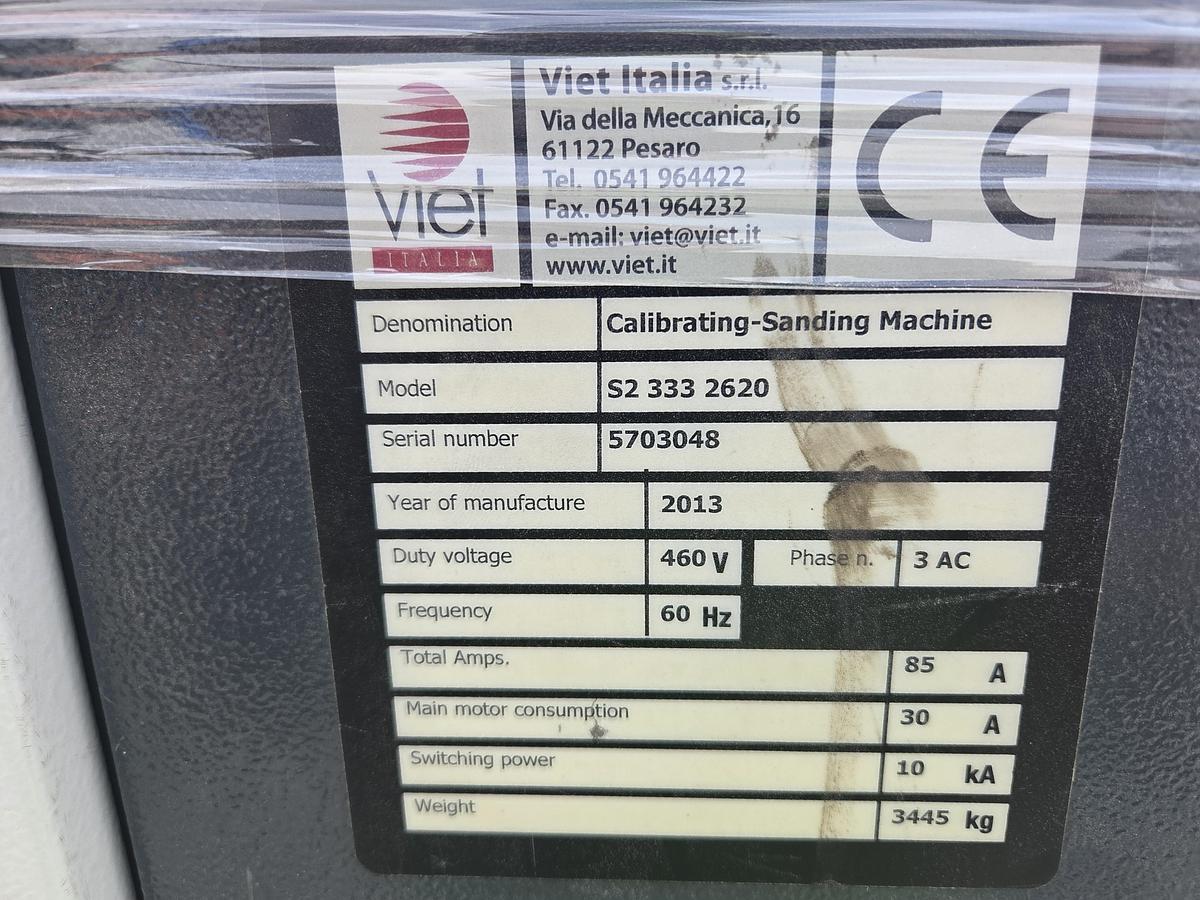 viet
ITALIA
Viet Italia s.r.l.
Via della Meccanica,16
61122 Pesaro
Tel. 0541 964422
Fax. 0541 964232
e-mail: viet@viet.it
www.viet.it
CE
Denomination Calibrating-Sanding Machine
Model S2 333 2620
Serial number 5703048
Year of manufacture 2013
Duty voltage 460 V Phase n. 3 AC
Frequency 60 Hz
Total Amps. 85 A
Main motor consumption 30 A
Switching power 10 kA
Weight 3445 kg